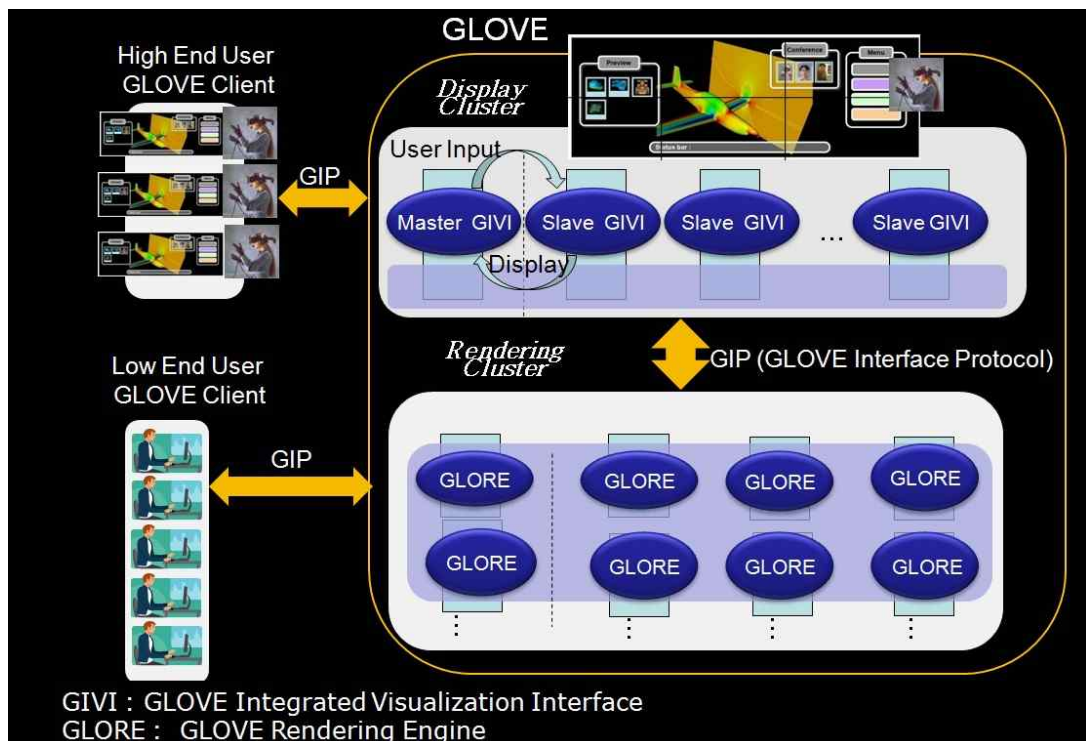 GLOVE
High End User
GLOVE Client
Preview
Conference
Menu
Status bar :
Display
Cluster
User Input
GIP
Master GIVI
Slave GIVI
Slave GIVI
...
Slave GIVI
Display
Rendering
Cluster
GIP (GLOVE Interface Protocol)
Low End User
GLOVE Client
GIP
GLORE
GLORE
GLORE
GLORE
GLORE
GLORE
GLORE
GLORE
GIVI : GLOVE Integrated Visualization Interface
GLORE : GLOVE Rendering Engine